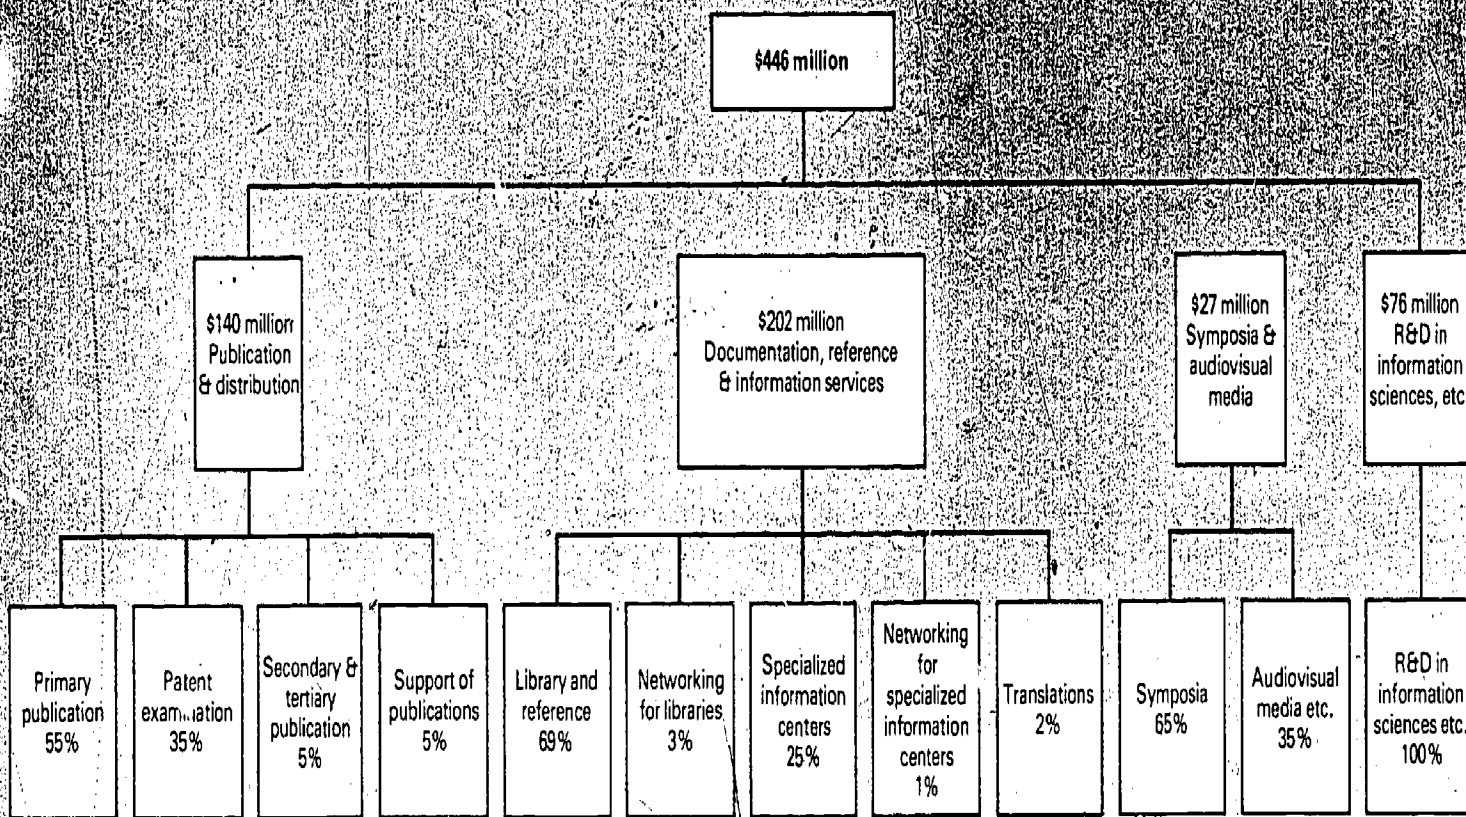 $446 million
$140 million
Publication
& distribution
$202 million
Documentation, reference
& information services
$27 million
Symposia &
audiovisual
media
$76 million
R&D in
information
sciences, etc
Primary
publication
55%
Patent
35%
Secondary &
tertiary
publication
5%
Support of
publications
5%
Library and
reference
69%
Networking
for libraries
3%
Specialized
information
centers
25%
Networking
for
specialized
information
centers
1%
Translations
2%
Symposia
65%
Audiovisual
media etc.
35%
R&D in
information
sciences etc.
100%